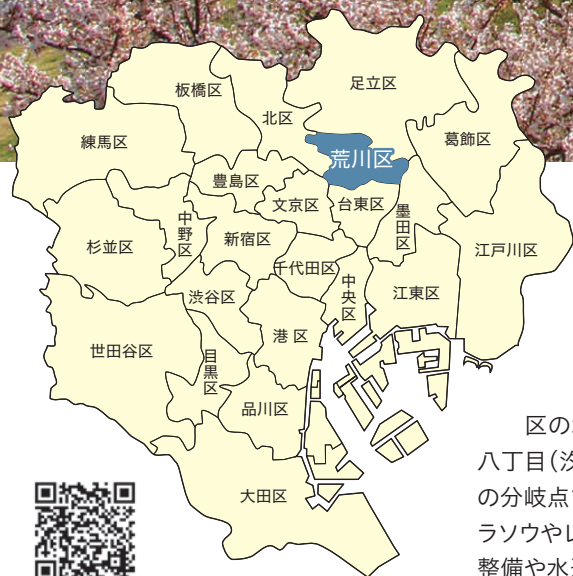 足立区
板橋区
北区
葛飾区
練馬区
荒川区
豊島区
文京区
台東区
墨田区
中野区
新宿区
江戸川区
杉並区
千代田区
中央区
江東区
渋谷区
港 区
世田谷区
目黒区
品川区
大田区
区の
八丁目(汐
の分岐点
ラソウやレ
整備や水